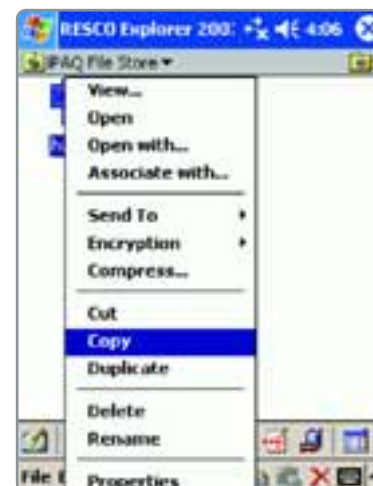 RESCO Explorer 200: 4:06
iPAQ File Store
View...
Open
Open with...
Associate with...
Send To
Encryption
Compress...
Cut
Copy
Duplicate
Delete
Rename
File E
Properties